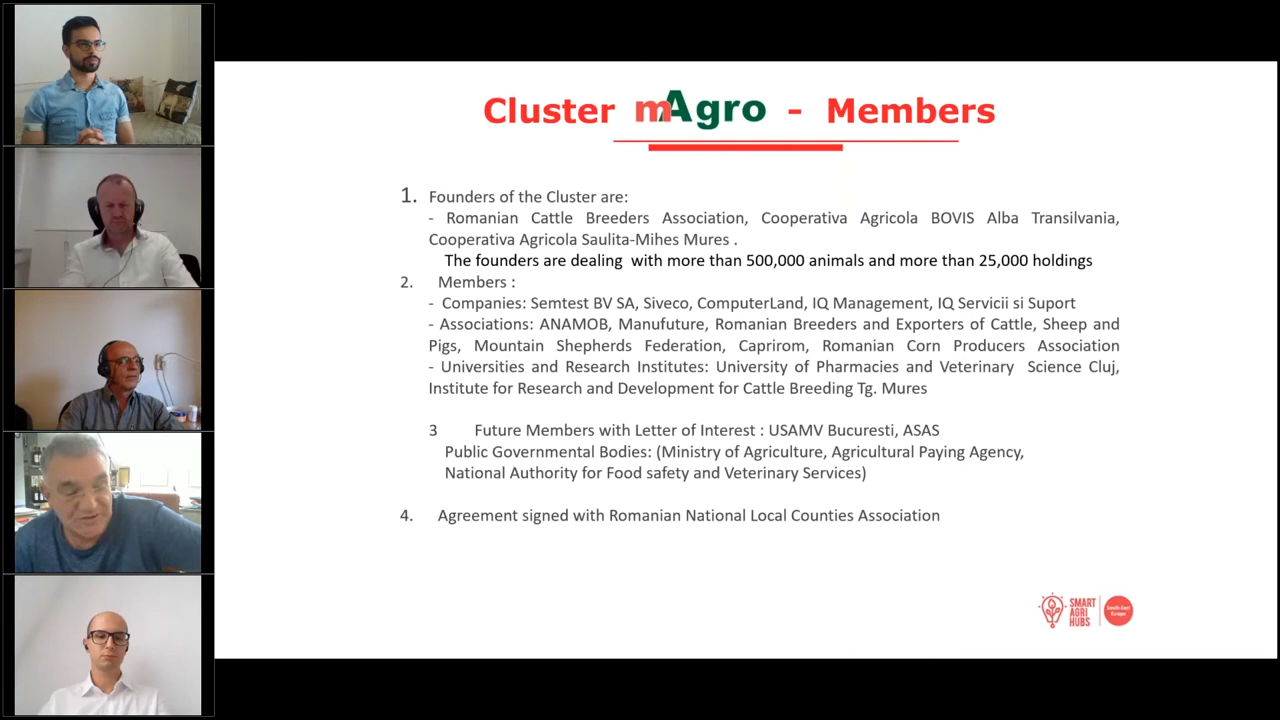 Cluster mAgro - Members
1. Founders of the Cluster are:
- Romanian Cattle Breeders Association, Cooperativa Agricola BOVIS Alba Transilvania,
Cooperativa Agricola Saulita-Mihes Mures .
The founders are dealing with more than 500,000 animals and more than 25,000 holdings
2. Members :
- Companies: Semtest BV SA, Siveco, ComputerLand, IQ Management, IQ Servicii si Suport
- Associations: ANAMOB, Manufuture, Romanian Breeders and Exporters of Cattle, Sheep and
Pigs, Mountain Shepherds Federation, Caprirom, Romanian Corn Producers Association
- Universities and Research Institutes: University of Pharmacies and Veterinary Science Cluj,
Institute for Research and Development for Cattle Breeding Tg. Mures
3 Future Members with Letter of Interest : USAMV Bucuresti, ASAS
Public Governmental Bodies: (Ministry of Agriculture, Agricultural Paying Agency,
National Authority for Food safety and Veterinary Services)
4. Agreement signed with Romanian National Local Counties Association
SMART
AGRI
HUBS
South-East
Europe